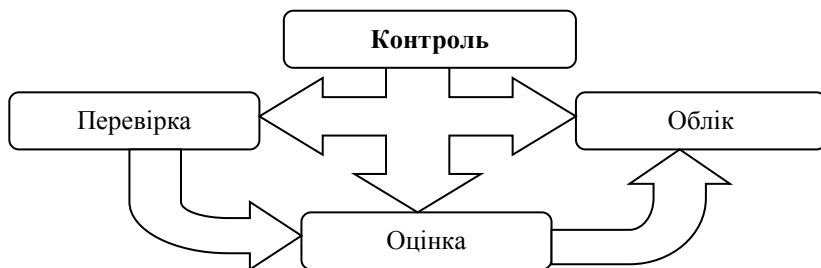 Контроль
Перевірка
Облік
Оцінка